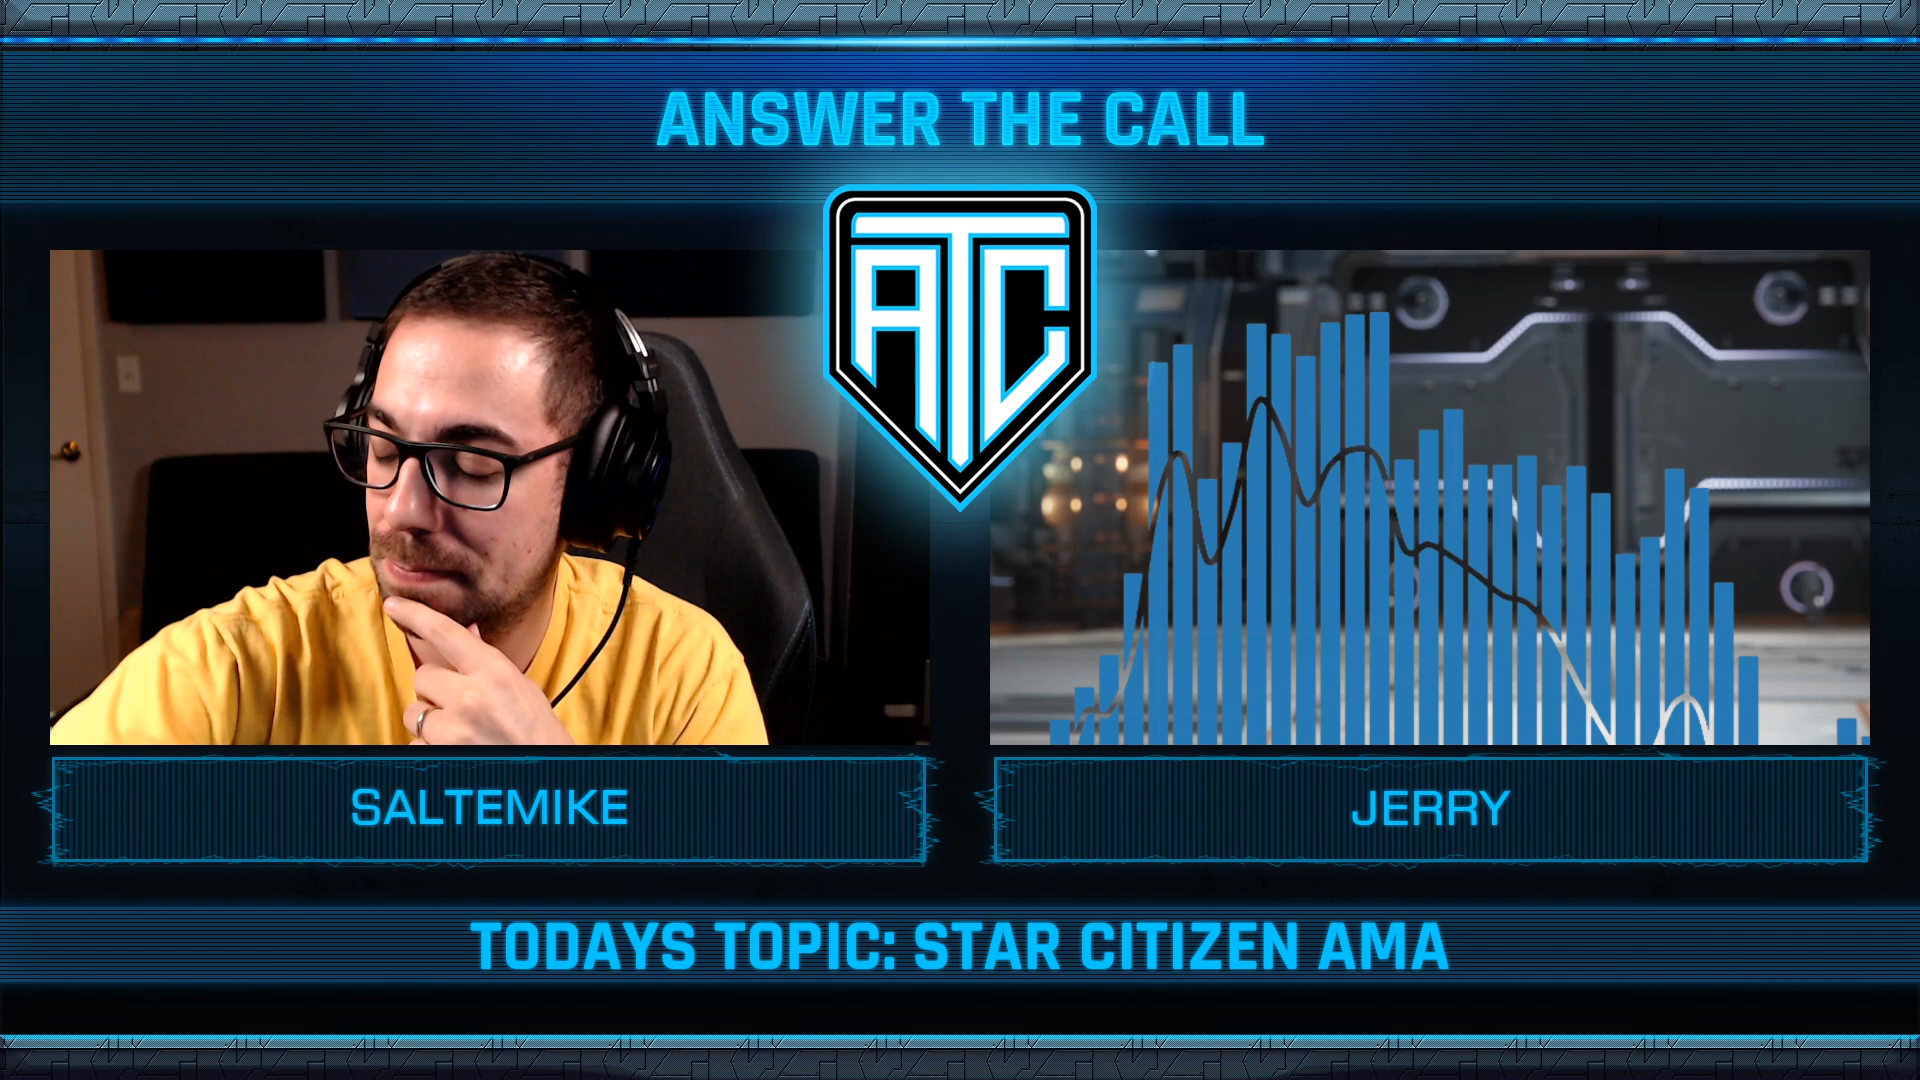 ANSWER THE CALL
ATC
SALTEMIKE
JERRY
TODAYS TOPIC: STAR CITIZEN AMA